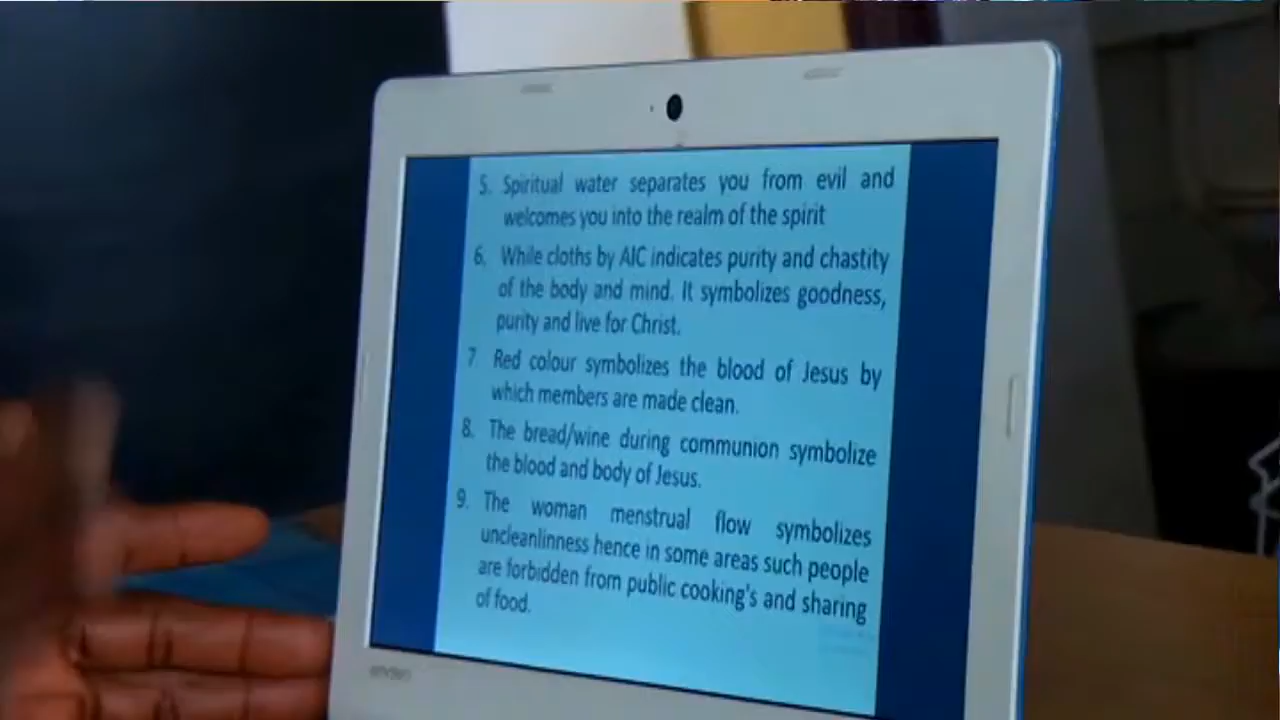 5. Spiritual water separates you from evil and
welcomes you into the realm of the spirit
6. While cloths by AIC indicates purity and chastity
of the body and mind. It symbolizes goodness,
purity and live for Christ.
7. Red colour symbolizes the blood of Jesus by
which members are made clean.
8. The bread/wine during communion symbolize
the blood and body of Jesus.
9. The woman menstrual flow symbolizes
uncleanlinness hence in some areas such people
are forbidden from public cooking's and sharing
of food.